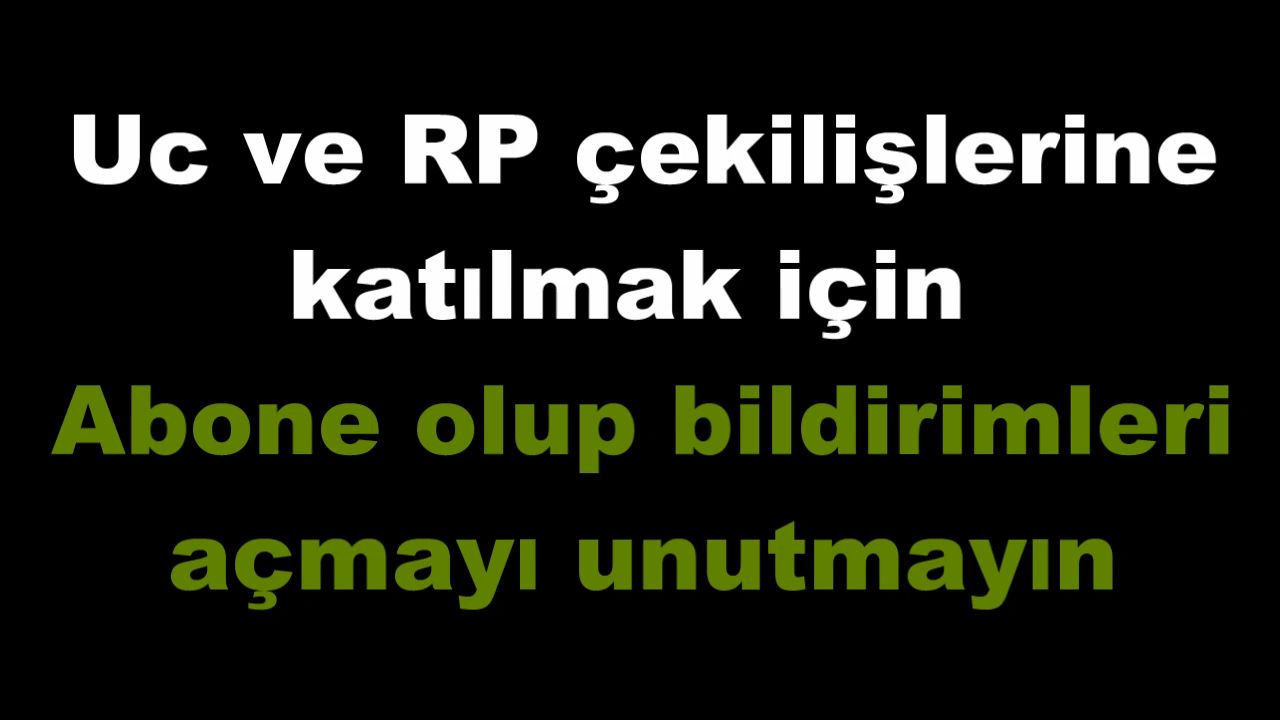 Uc ve RP çekilişlerine
katılmak için
Abone olup bildirimleri
açmayı unutmayın